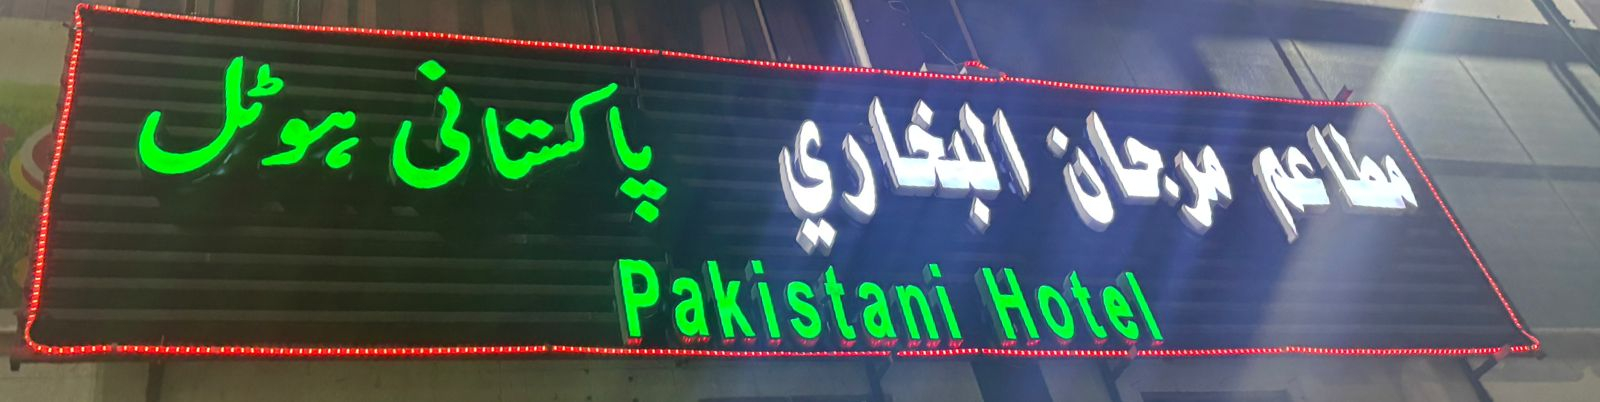 مطاعم مرجان البخاري پاکستانی ہوٹل
Pakistani Hotel